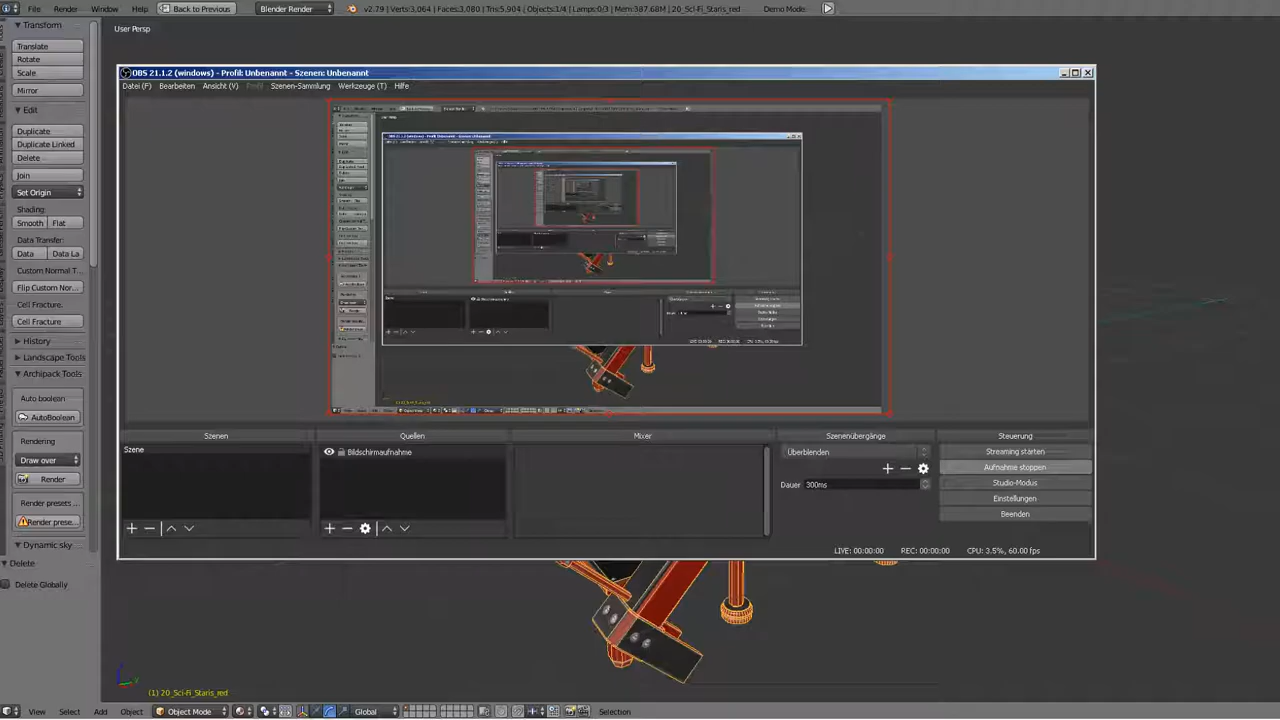 File Render Window Back to Previous Blender Render v2.79 | Verts:3,064 | Faces:3,080 | Tris:5,904 | Objects:1/4 | Lamps:0/3 | Mem:387.68M | 20_Sci-Fi_Staris_red Demo Mode
Transform
User Persp
Translate
Rotate
Scale
Mirror
Edit
Duplicate
Duplicate Linked
Delete
Join
Set Origin
Shading:
Smooth Flat
Data Transfer:
Data Data La
Custom Normal T...
Flip Custom Nor...
Cell Fracture.
Cell Fracture
History
Landscape Tools
Archipack Tools
Auto boolean
AutoBoolean
Rendering
Draw over
Render
Render presets...
Render prese...
Dynamic sky
Delete
Delete Globally
OBS 21.1.2 (windows) - Profil: Unbenannt - Szenen: Unbenannt
Datei (F) Bearbeiten Ansicht (V) Profil Szenen-Sammlung Werkzeuge (T) Hilfe
Szenen Quellen Mixer Szenenübergänge Steuerung
Szene
Bildschirmaufnahme
Überblenden
Dauer 300ms
Streaming starten
Aufnahme stoppen
Studio-Modus
Einstellungen
Beenden
LIVE: 00:00:00 REC: 00:00:00 CPU: 3.5%, 60.00 fps
(1) 20_Sci-Fi_Staris_red
View Select Add Object Object Mode Global Selection